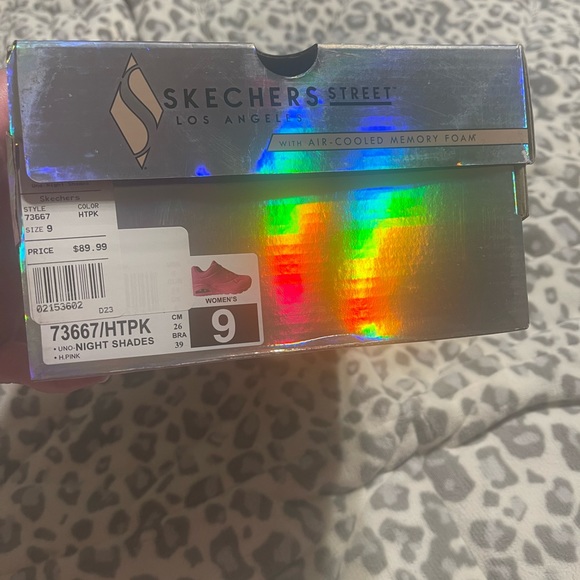 SKECHERS STREET
LOS ANGELES
WITH AIR-COOLED MEMORY FOAM
Skechers
STYLE COLOR
73667 HTPK
SIZE 9
PRICE $89.99
02153602 D23
WOMEN'S
73667/HTPK
• UNO-NIGHT SHADES
• H.PINK
CM
26
BRA
39
9